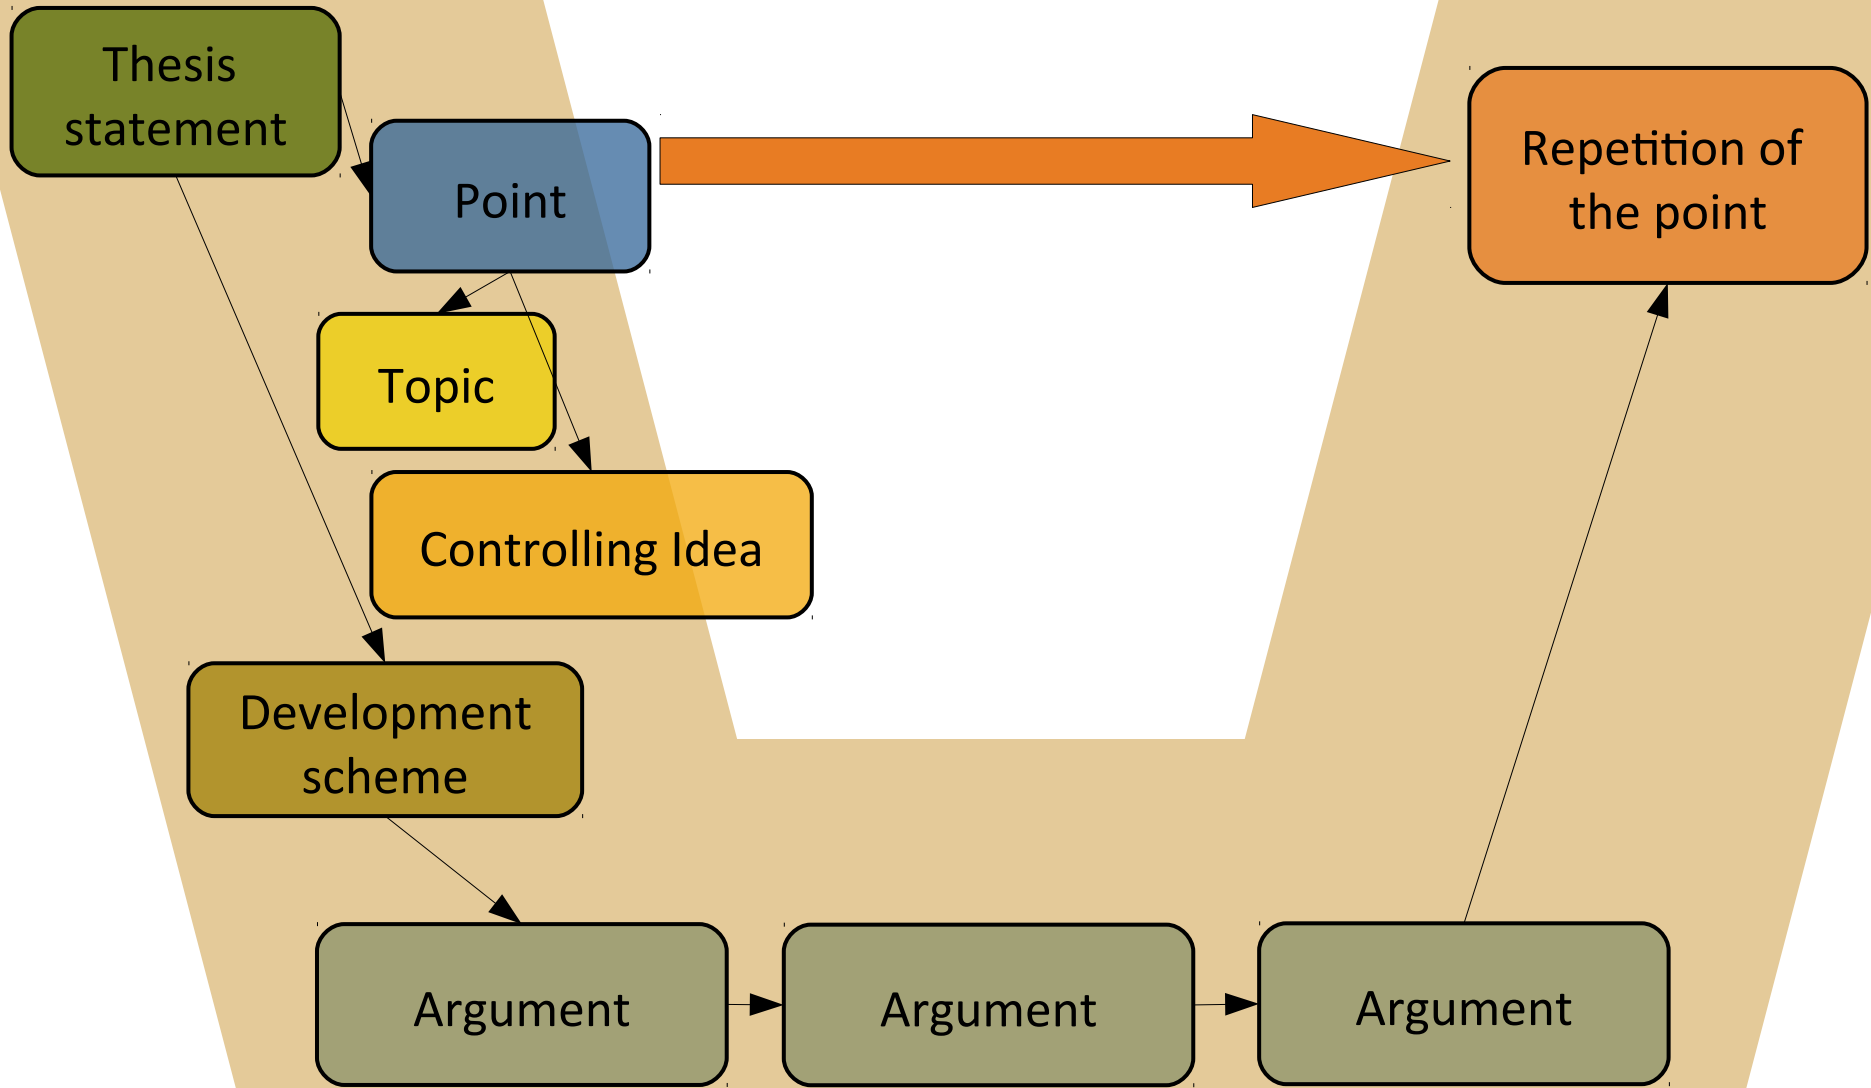 Thesis
statement
Point
Repetition of
the point
Topic
Controlling Idea
Development
scheme
Argument
Argument
Argument